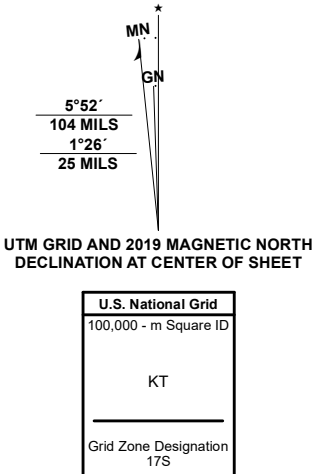 ★
MN
GN
5°52´
104 MILS
1°26´
25 MILS
UTM GRID AND 2019 MAGNETIC NORTH
DECLINATION AT CENTER OF SHEET
U.S. National Grid
100,000 - m Square ID
KT
Grid Zone Designation
17S